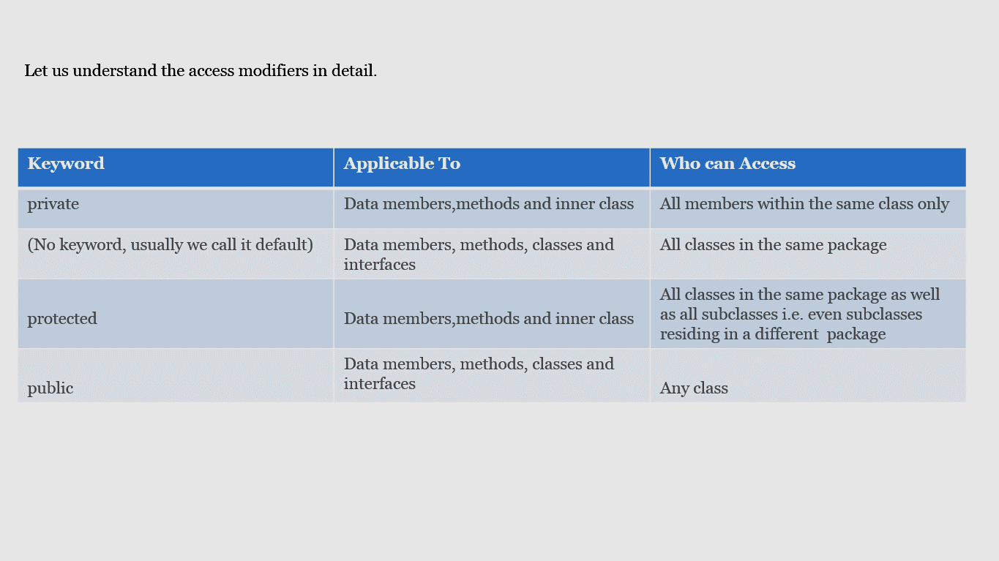 Let us understand the access modifiers in detail.
Keyword
Applicable To
Who can Access
private
Data members,methods and inner class
All members within the same class only
(No keyword, usually we call it default)
Data members, methods, classes and
interfaces
All classes in the same package
protected
Data members,methods and inner class
All classes in the same package as well
as all subclasses i.e. even subclasses
residing in a different  package
public
Data members, methods, classes and
interfaces
Any class